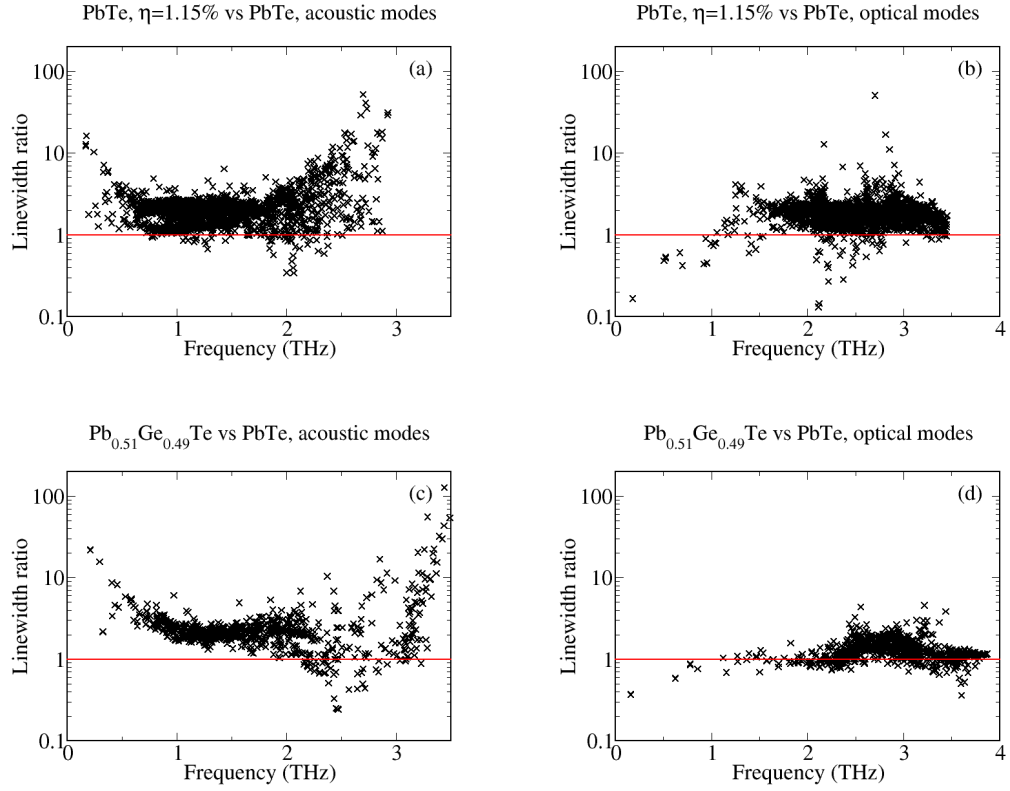 PbTe, η=1.15% vs PbTe, acoustic modes
(a)
100
10
1
0.1
Linewidth ratio
0 1 2 3
Frequency (THz)
PbTe, η=1.15% vs PbTe, optical modes
(b)
100
10
1
0.1
Linewidth ratio
0 1 2 3 4
Frequency (THz)
Pb0.51Ge0.49Te vs PbTe, acoustic modes
(c)
100
10
1
0.1
Linewidth ratio
0 1 2 3
Frequency (THz)
Pb0.51Ge0.49Te vs PbTe, optical modes
(d)
100
10
1
0.1
Linewidth ratio
0 1 2 3 4
Frequency (THz)